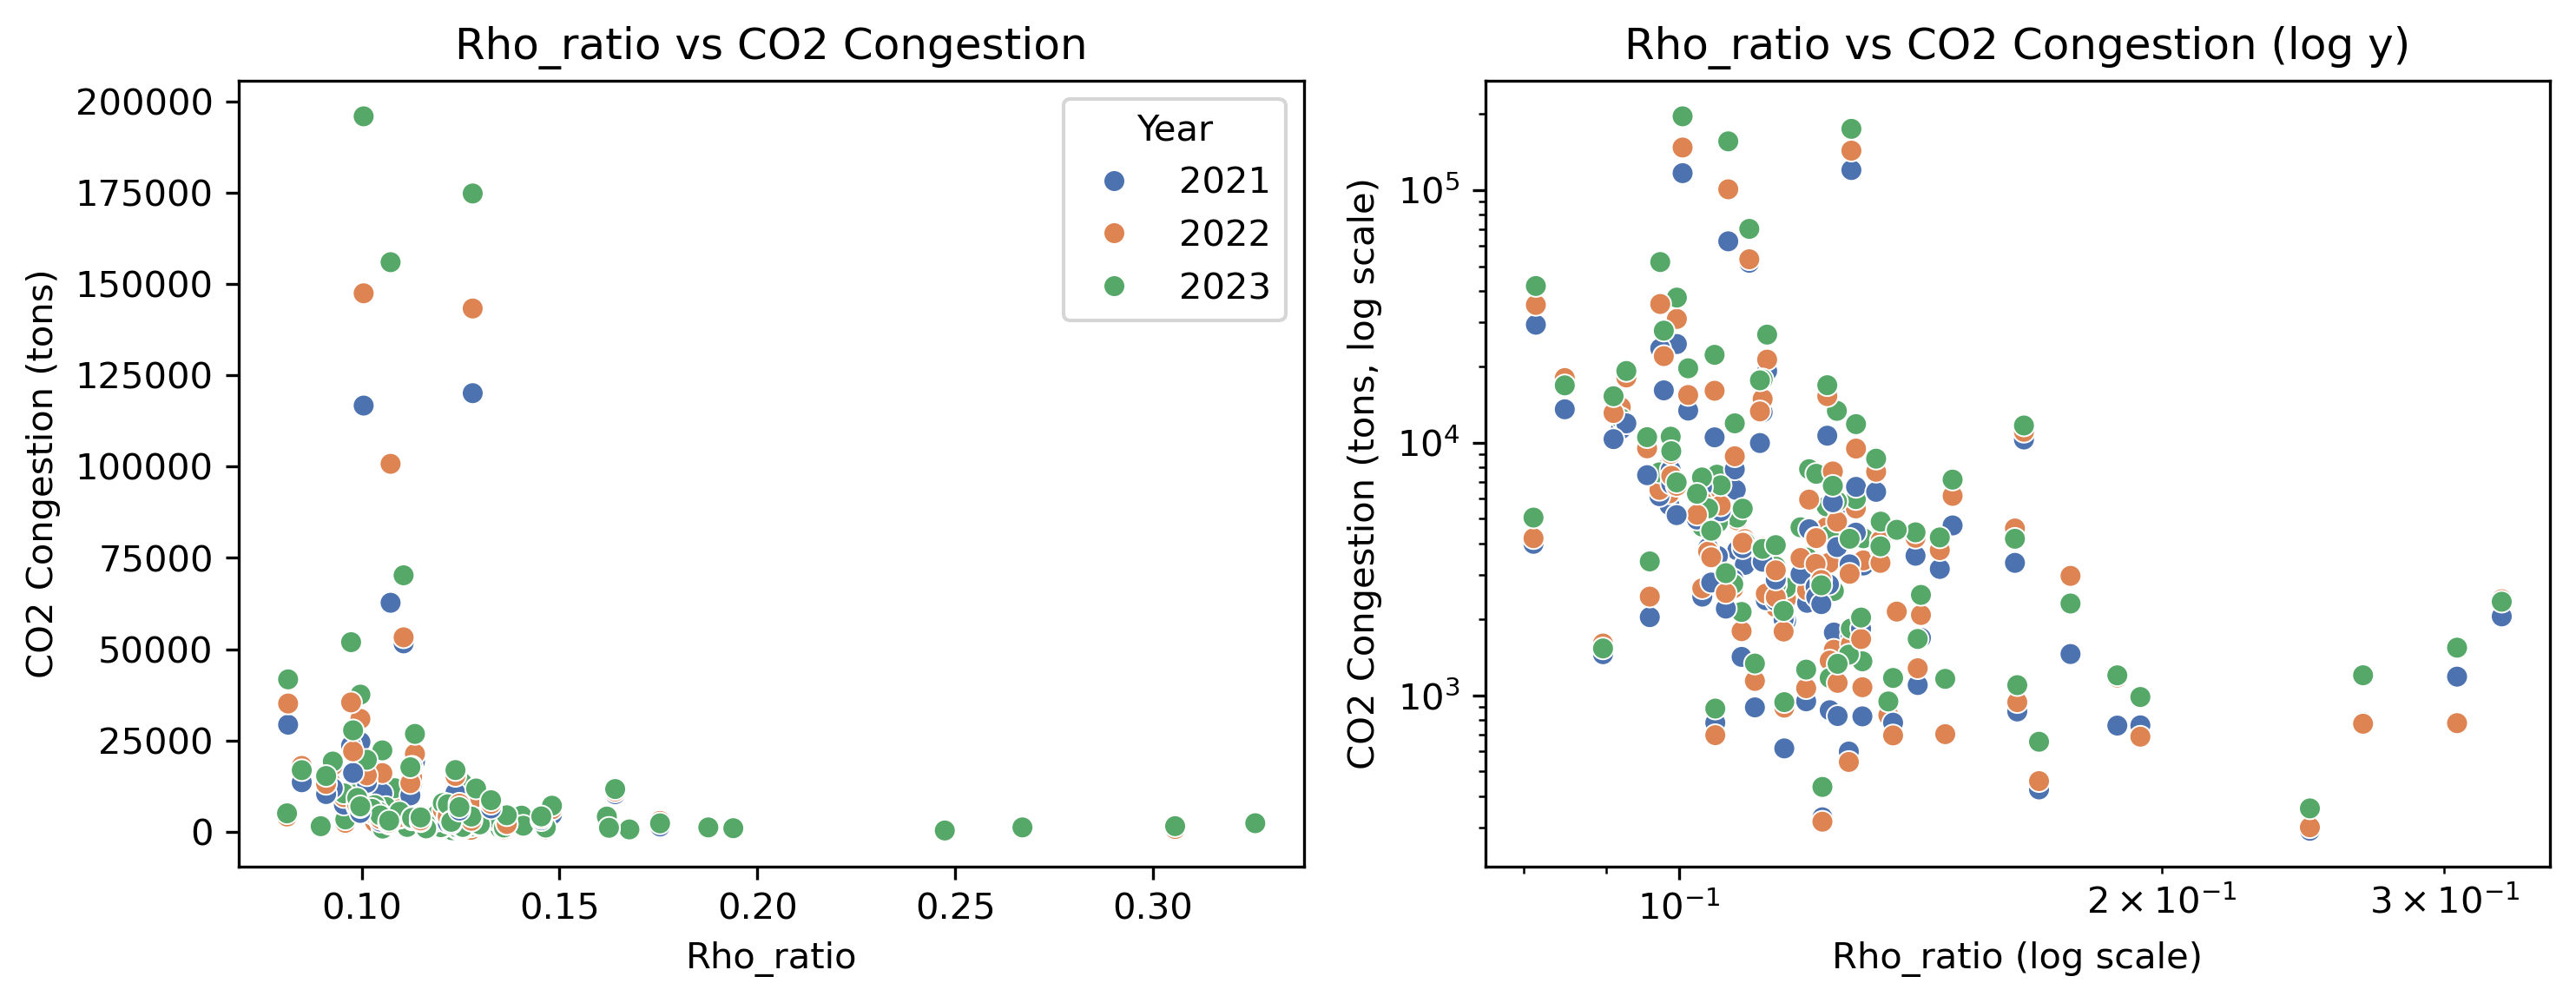 Rho_ratio vs CO2 Congestion
CO2 Congestion (tons)
200000
175000
150000
125000
100000
75000
50000
25000
0
Year
2021
2022
2023
0.10
0.15
0.20
0.25
0.30
Rho_ratio
Rho_ratio vs CO2 Congestion (log y)
CO2 Congestion (tons, log scale)
10⁵
10⁴
10³
10⁻¹
2 × 10⁻¹
3 × 10⁻¹
Rho_ratio (log scale)